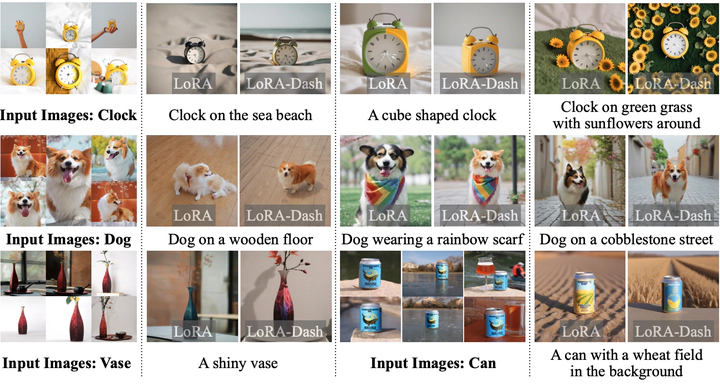 LoRA
LoRA-Dash
LoRA
LoRA-Dash
LoRA
LoRA-Dash
Input Images: Clock
Clock on the sea beach
A cube shaped clock
Clock on green grass
with sunflowers around
LoRA
LoRA-Dash
LoRA
LoRA-Dash
LoRA
LoRA-Dash
Input Images: Dog
Dog on a wooden floor
Dog wearing a rainbow scarf
Dog on a cobblestone street
LoRA
LoRA-Dash
LoRA
LoRA-Dash
Input Images: Vase
A shiny vase
Input Images: Can
A can with a wheat field
in the background